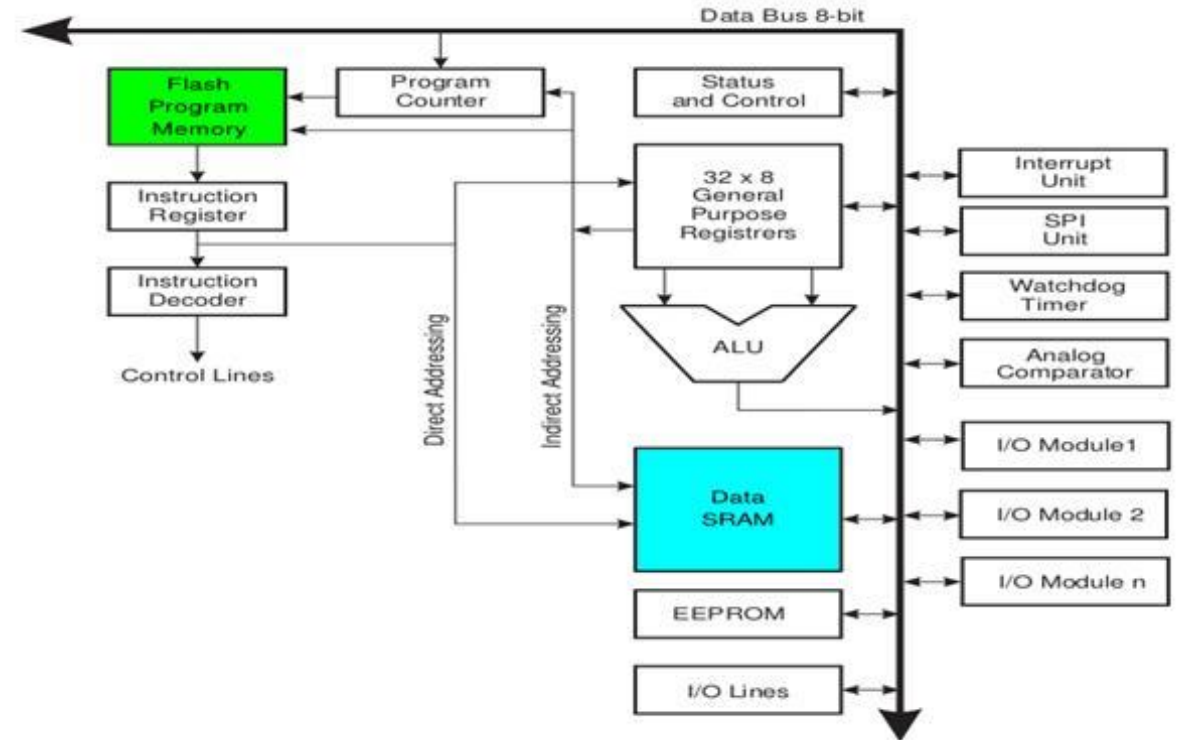 Data Bus 8-bit
Flash
Program
Memory
Program
Counter
Status
and Control
Instruction
Register
32 x 8
General
Purpose
Registrers
Interrupt
Unit
SPI
Unit
Instruction
Decoder
Watchdog
Timer
Control Lines
Direct Addressing
Indirect Addressing
ALU
Analog
Comparator
I/O Module1
Data
SRAM
I/O Module 2
I/O Module n
EEPROM
I/O Lines